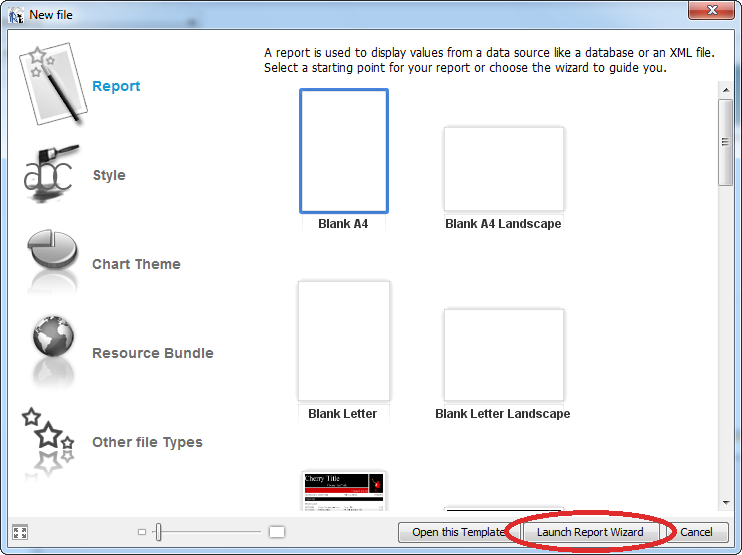 New file
A report is used to display values from a data source like a database or an XML file.
Select a starting point for your report or choose the wizard to guide you.
Report
Style
Chart Theme
Resource Bundle
Other file Types
Blank A4
Blank A4 Landscape
Blank Letter
Blank Letter Landscape
Cherry Title
Open this Template
Launch Report Wizard
Cancel